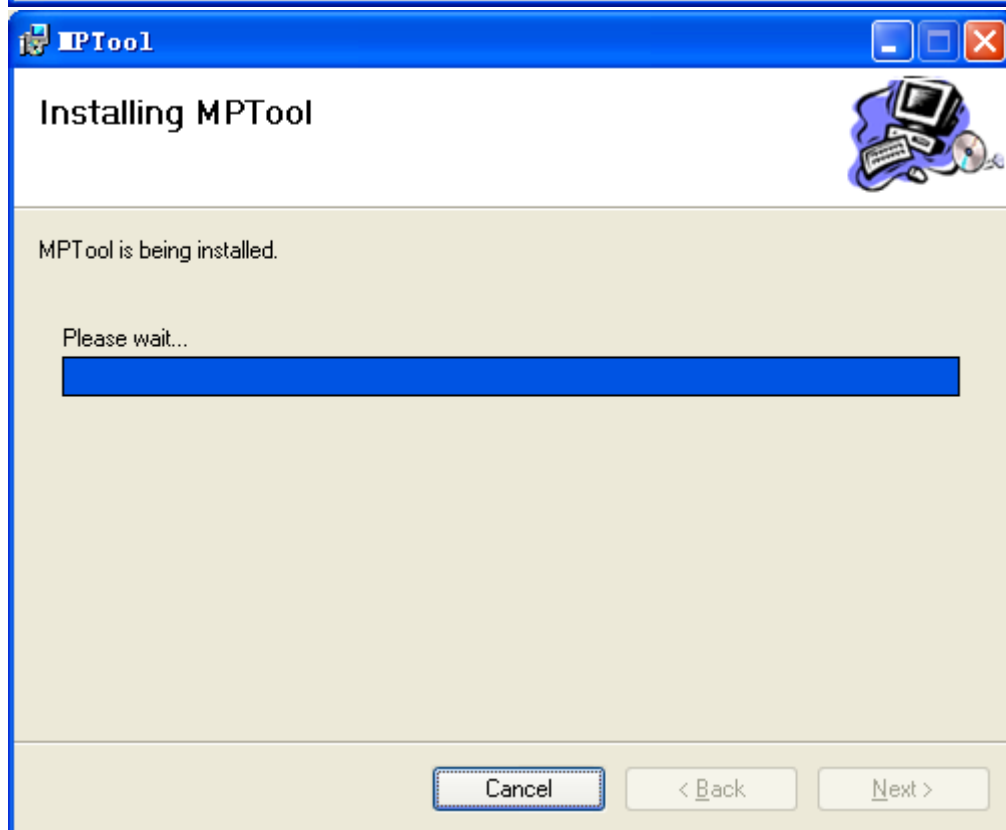 MPTool
Installing MPTool
MPTool is being installed.
Please wait...
Cancel
< Back
Next >